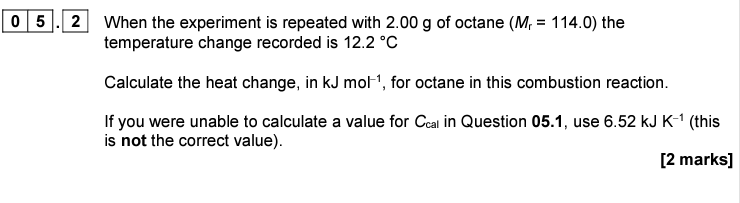 0 5 . 2 When the experiment is repeated with 2.00 g of octane (Mᵣ = 114.0) the
temperature change recorded is 12.2 °C
Calculate the heat change, in kJ mol⁻¹, for octane in this combustion reaction.
If you were unable to calculate a value for C꜀ₐₗ in Question 05.1, use 6.52 kJ K⁻¹ (this
is not the correct value).
[2 marks]